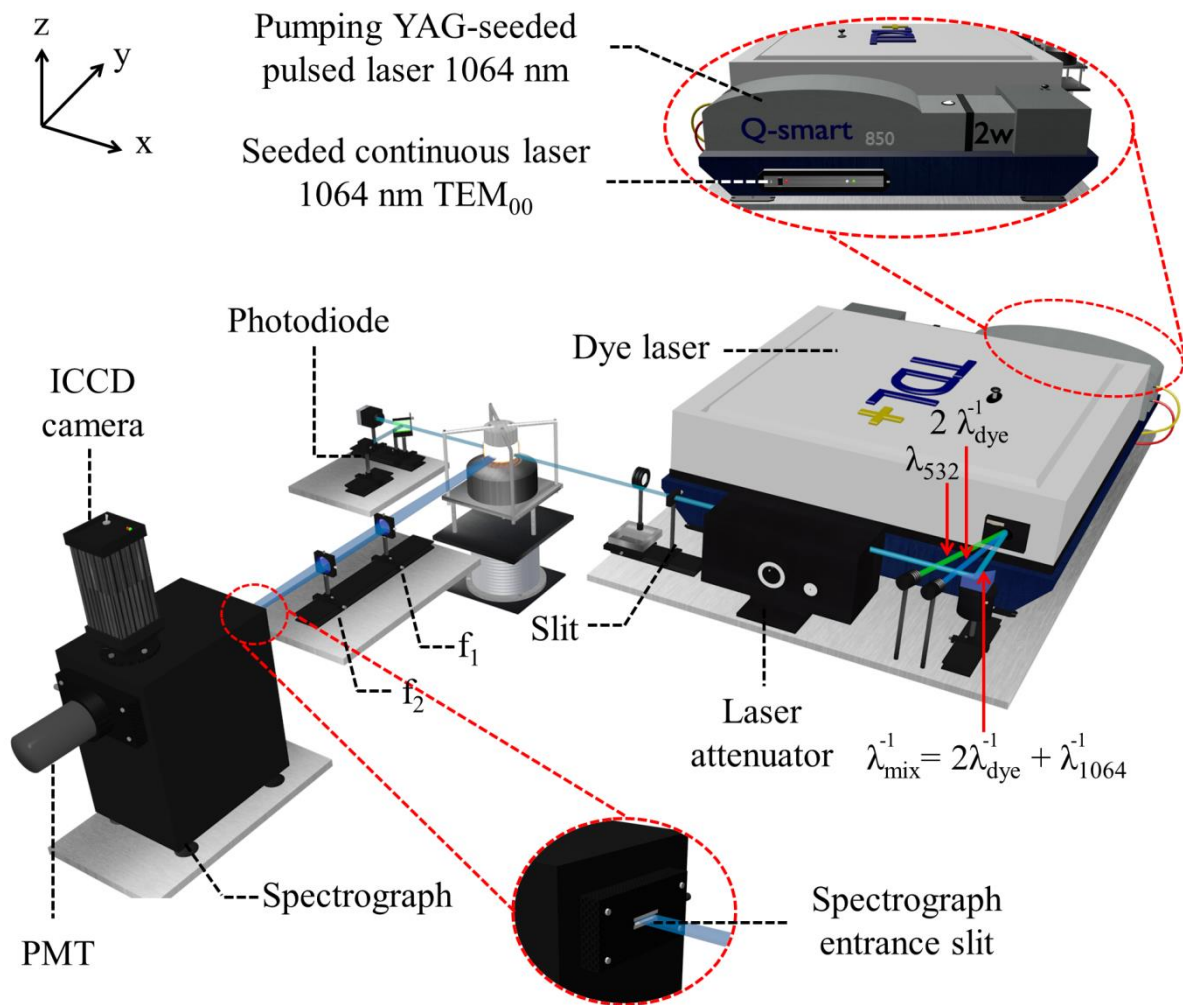 z
y
x
Pumping YAG-seeded
pulsed laser 1064 nm
Seeded continuous laser
1064 nm TEM₀₀
Q-smart 850
2w
Photodiode
Dye laser
TDL+
ICCD
camera
2 λ⁻¹dye
λ₅₃₂
Slit
f₁
f₂
Laser
attenuator
λ⁻¹mix = 2λ⁻¹dye + λ⁻¹1064
Spectrograph
PMT
Spectrograph
entrance slit